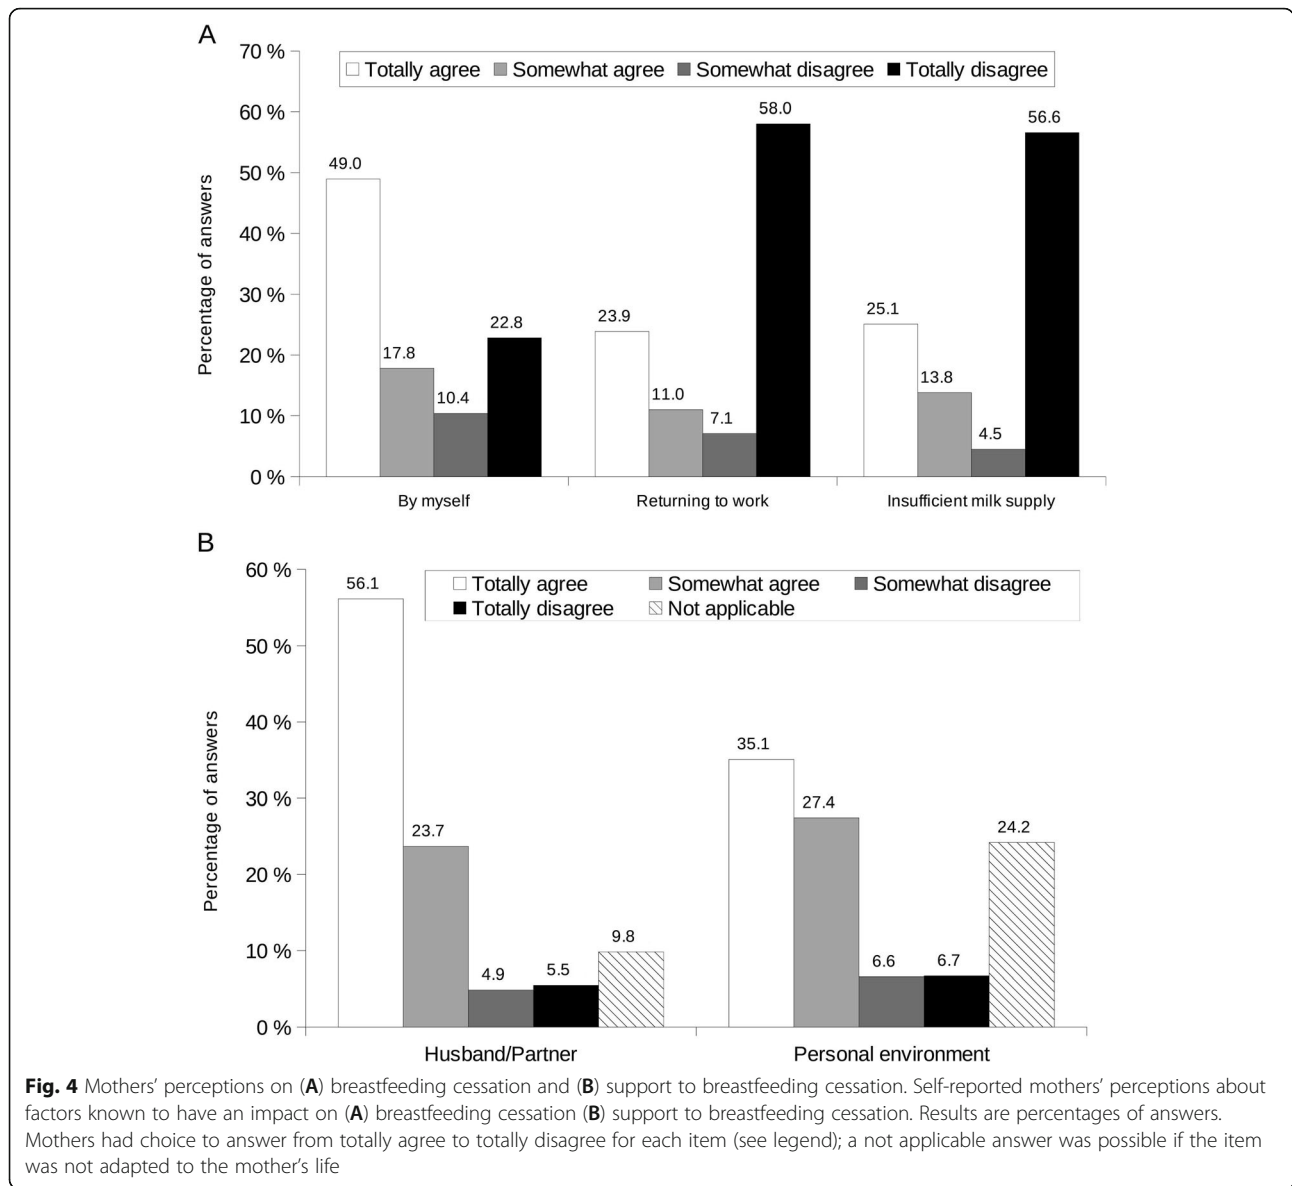 A
70 %
Totally agree Somewhat agree Somewhat disagree Totally disagree
60 %
58.0
56.6
50 %
49.0
40 %
30 %
23.9
25.1
22.8
20 %
17.8
13.8
11.0
10.4
10 %
7.1
4.5
0 %
Percentage of answers
By myself Returning to work Insufficient milk supply
B
60 %
56.1
Totally agree Somewhat agree Somewhat disagree
Totally disagree Not applicable
50 %
40 %
35.1
30 %
27.4
23.7
24.2
20 %
10 %
9.8
4.9
5.5
6.6
6.7
0 %
Percentage of answers
Husband/Partner Personal environment
Fig. 4 Mothers’ perceptions on (A) breastfeeding cessation and (B) support to breastfeeding cessation. Self-reported mothers’ perceptions about
factors known to have an impact on (A) breastfeeding cessation (B) support to breastfeeding cessation. Results are percentages of answers.
Mothers had choice to answer from totally agree to totally disagree for each item (see legend); a not applicable answer was possible if the item
was not adapted to the mother’s life